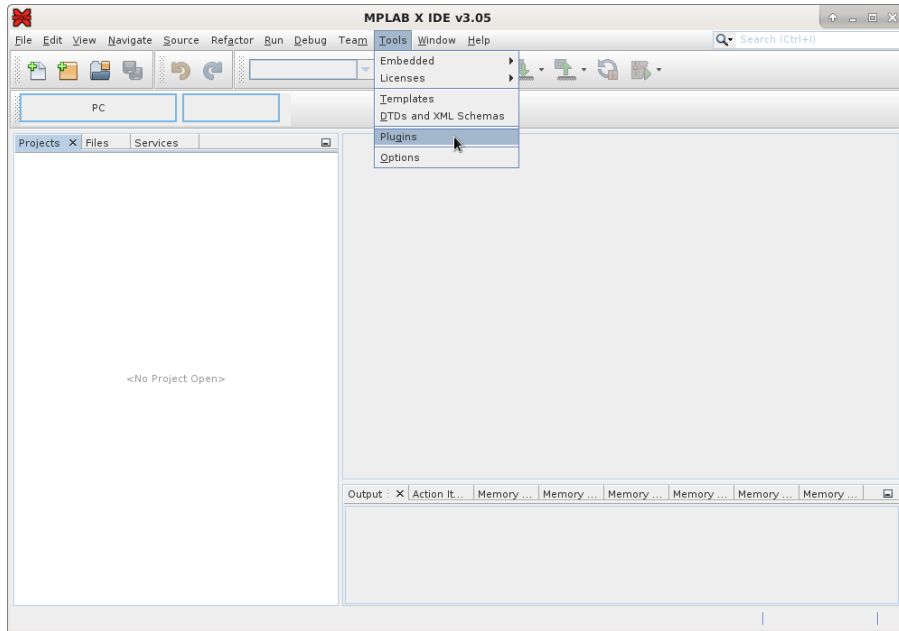 MPLAB X IDE v3.05
File Edit View Navigate Source Refactor Run Debug Team Tools Window Help
Search (Ctrl+I)
Embedded
Licenses
Templates
DTDs and XML Schemas
Plugins
Options
PC
Projects Files Services
<No Project Open>
Output Action It... Memory ... Memory ... Memory ... Memory ... Memory ... Memory ...